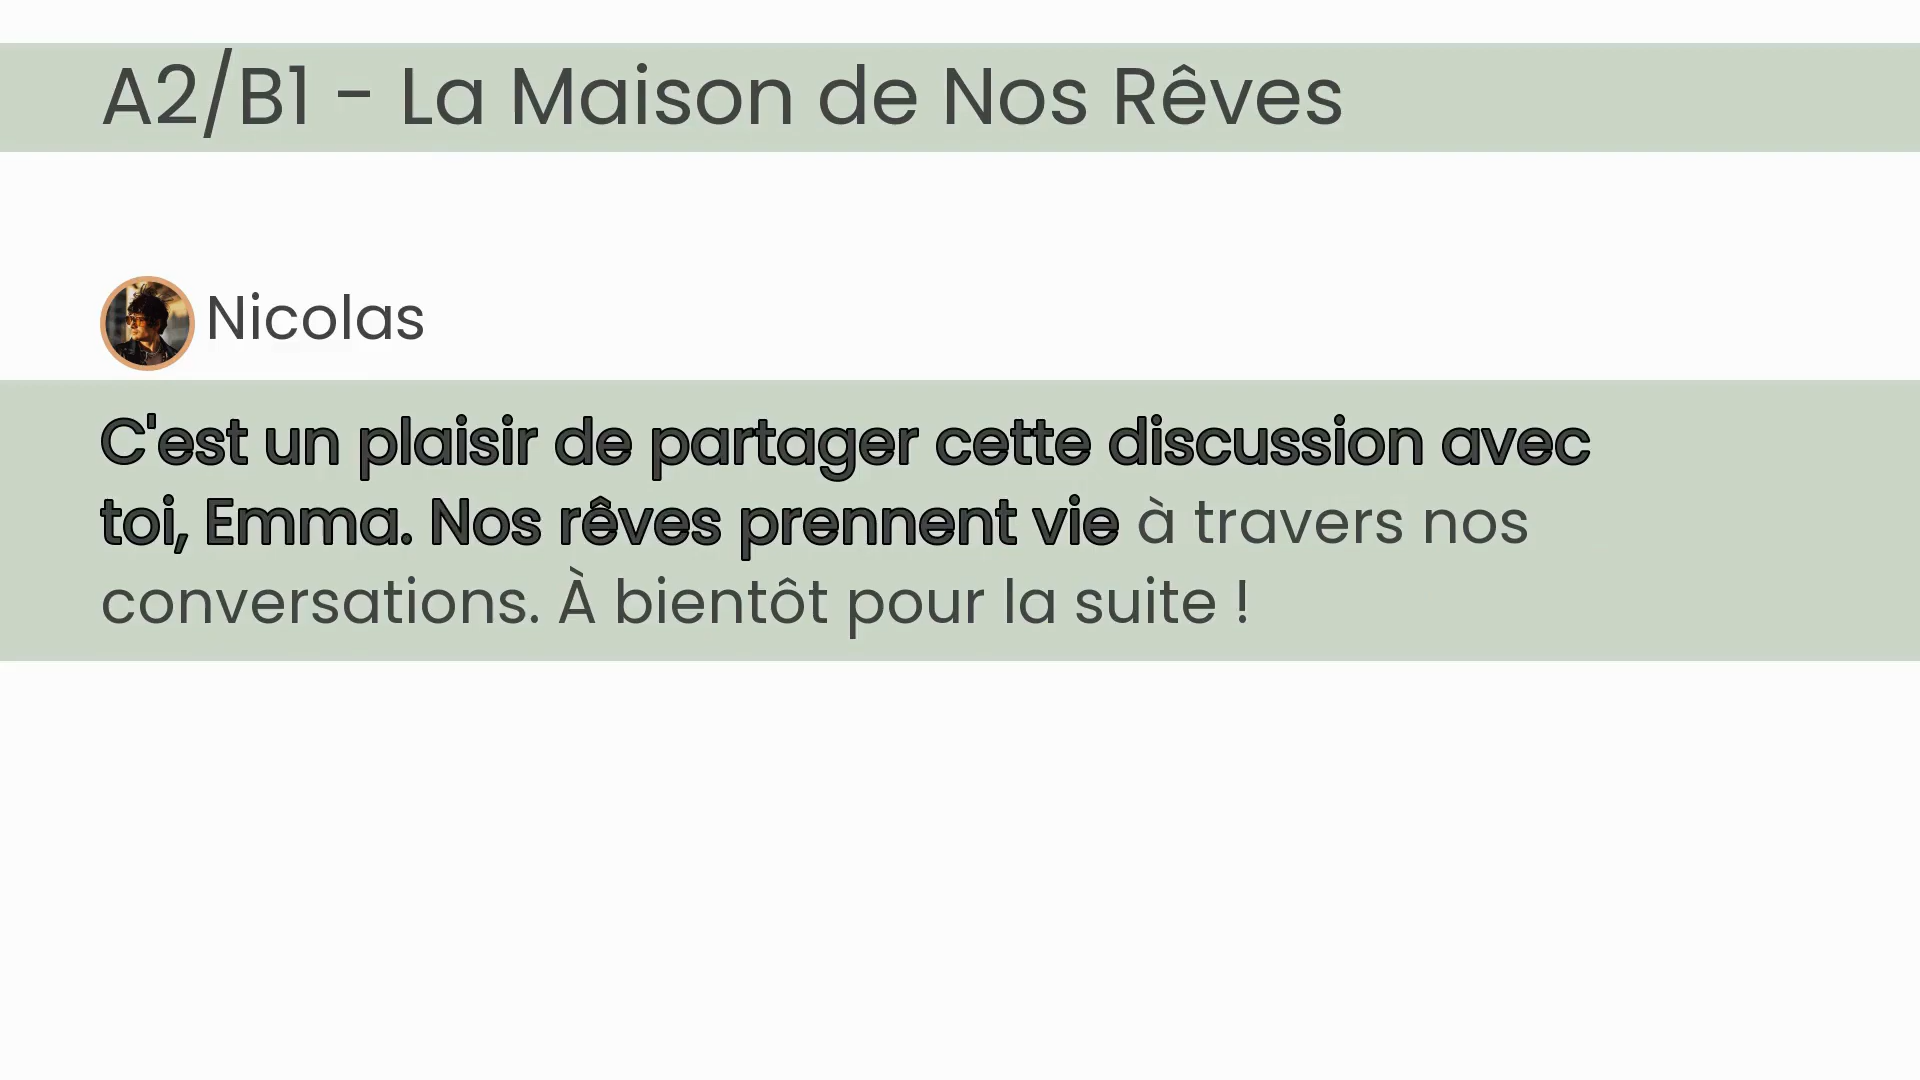 A2/B1 - La Maison de Nos Rêves
Nicolas
C'est un plaisir de partager cette discussion avec
toi, Emma. Nos rêves prennent vie à travers nos
conversations. À bientôt pour la suite !